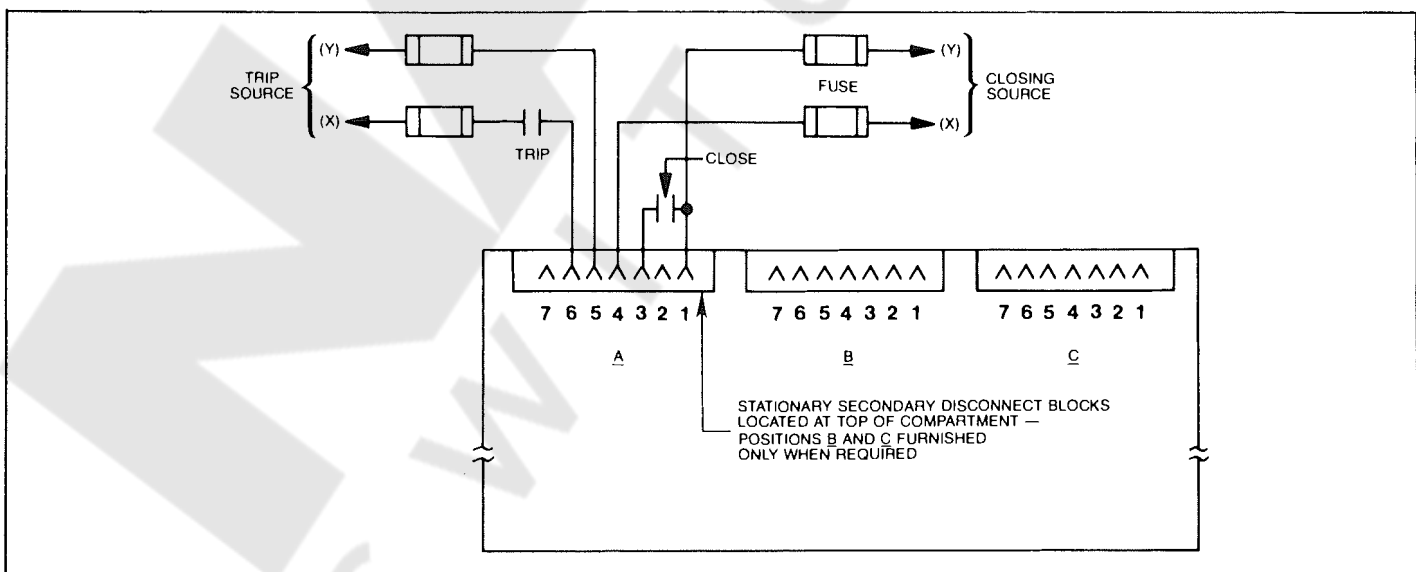 (Y)
(Y)
TRIP
SOURCE
FUSE
CLOSING
SOURCE
(X)
(X)
TRIP
CLOSE
7 6 5 4 3 2 1
7 6 5 4 3 2 1
7 6 5 4 3 2 1
A
B
C
STATIONARY SECONDARY DISCONNECT BLOCKS
LOCATED AT TOP OF COMPARTMENT —
POSITIONS B AND C FURNISHED
ONLY WHEN REQUIRED